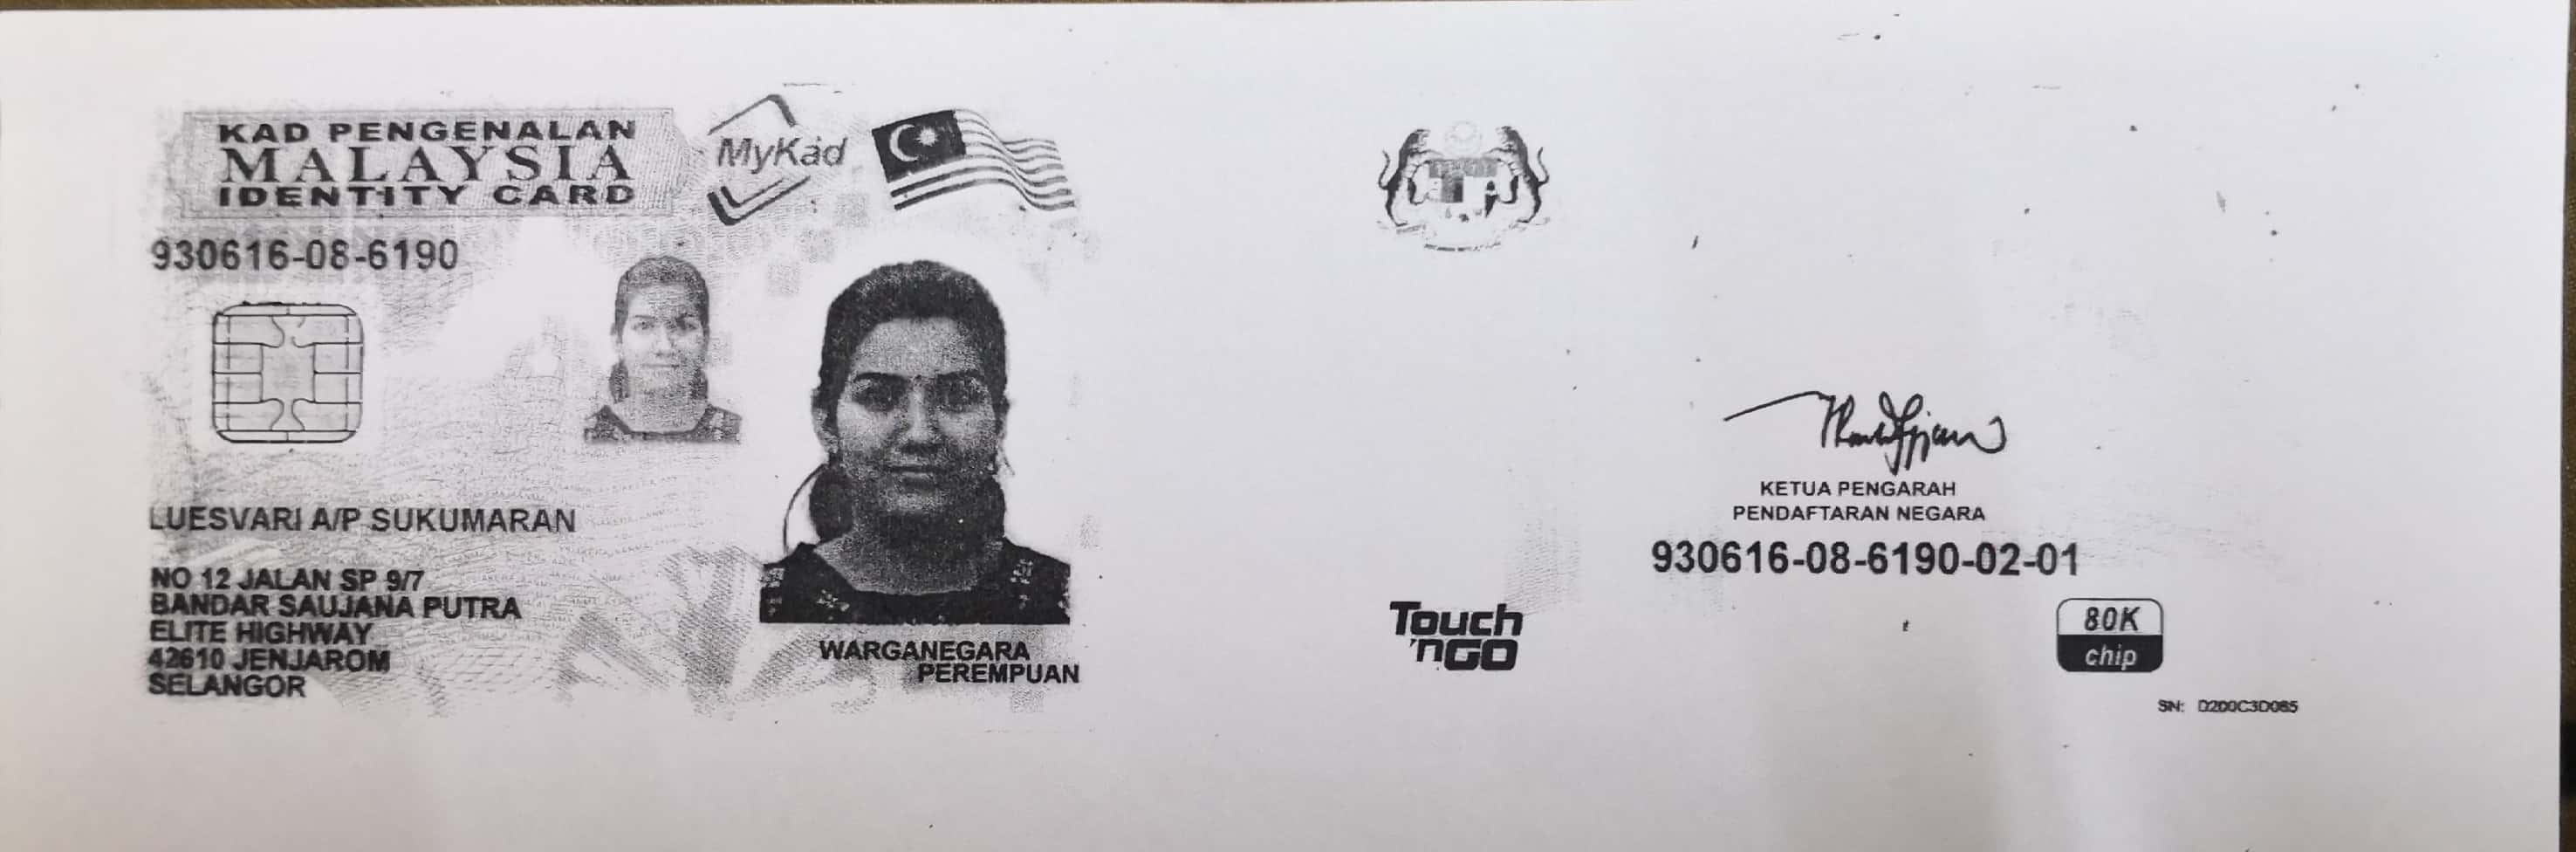 KAD PENGENALAN
MALAYSIA
IDENTITY CARD
MyKad
930616-08-6190
LUESVARI A/P SUKUMARAN
NO 12 JALAN SP 9/7
BANDAR SAUJANA PUTRA
ELITE HIGHWAY
42610 JENJAROM
SELANGOR
WARGANEGARA
PEREMPUAN
KETUA PENGARAH
PENDAFTARAN NEGARA
930616-08-6190-02-01
Touch
'nGO
80K
chip
SN: D200C3D085